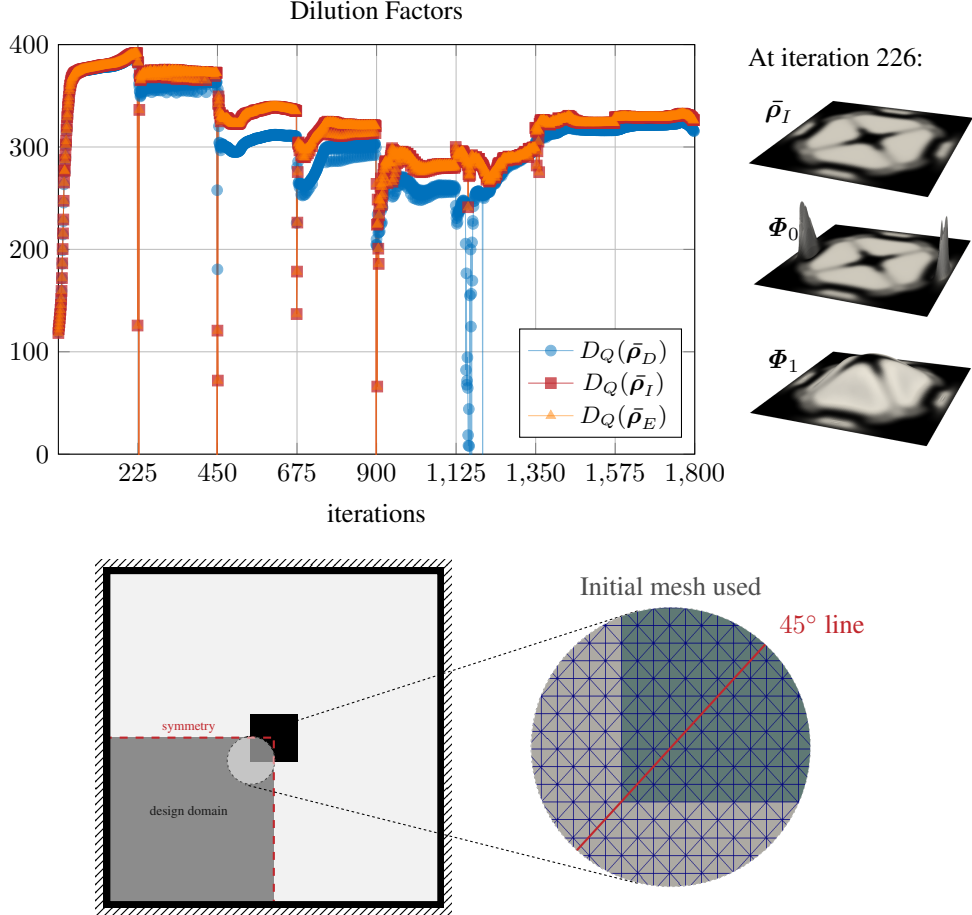 Dilution Factors
400
300
200
100
0
225 450 675 900 1,125 1,350 1,575 1,800
iterations
D_Q(ρ̄_D)
D_Q(ρ̄_I)
D_Q(ρ̄_E)
At iteration 226:
ρ̄_I
Φ_0
Φ_1
symmetry
design domain
Initial mesh used
45° line